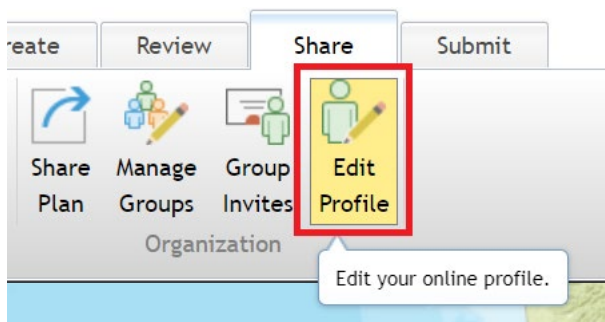 reate Review Share Submit
Share Plan Manage Groups Group Invites Edit Profile
Organization
Edit your online profile.